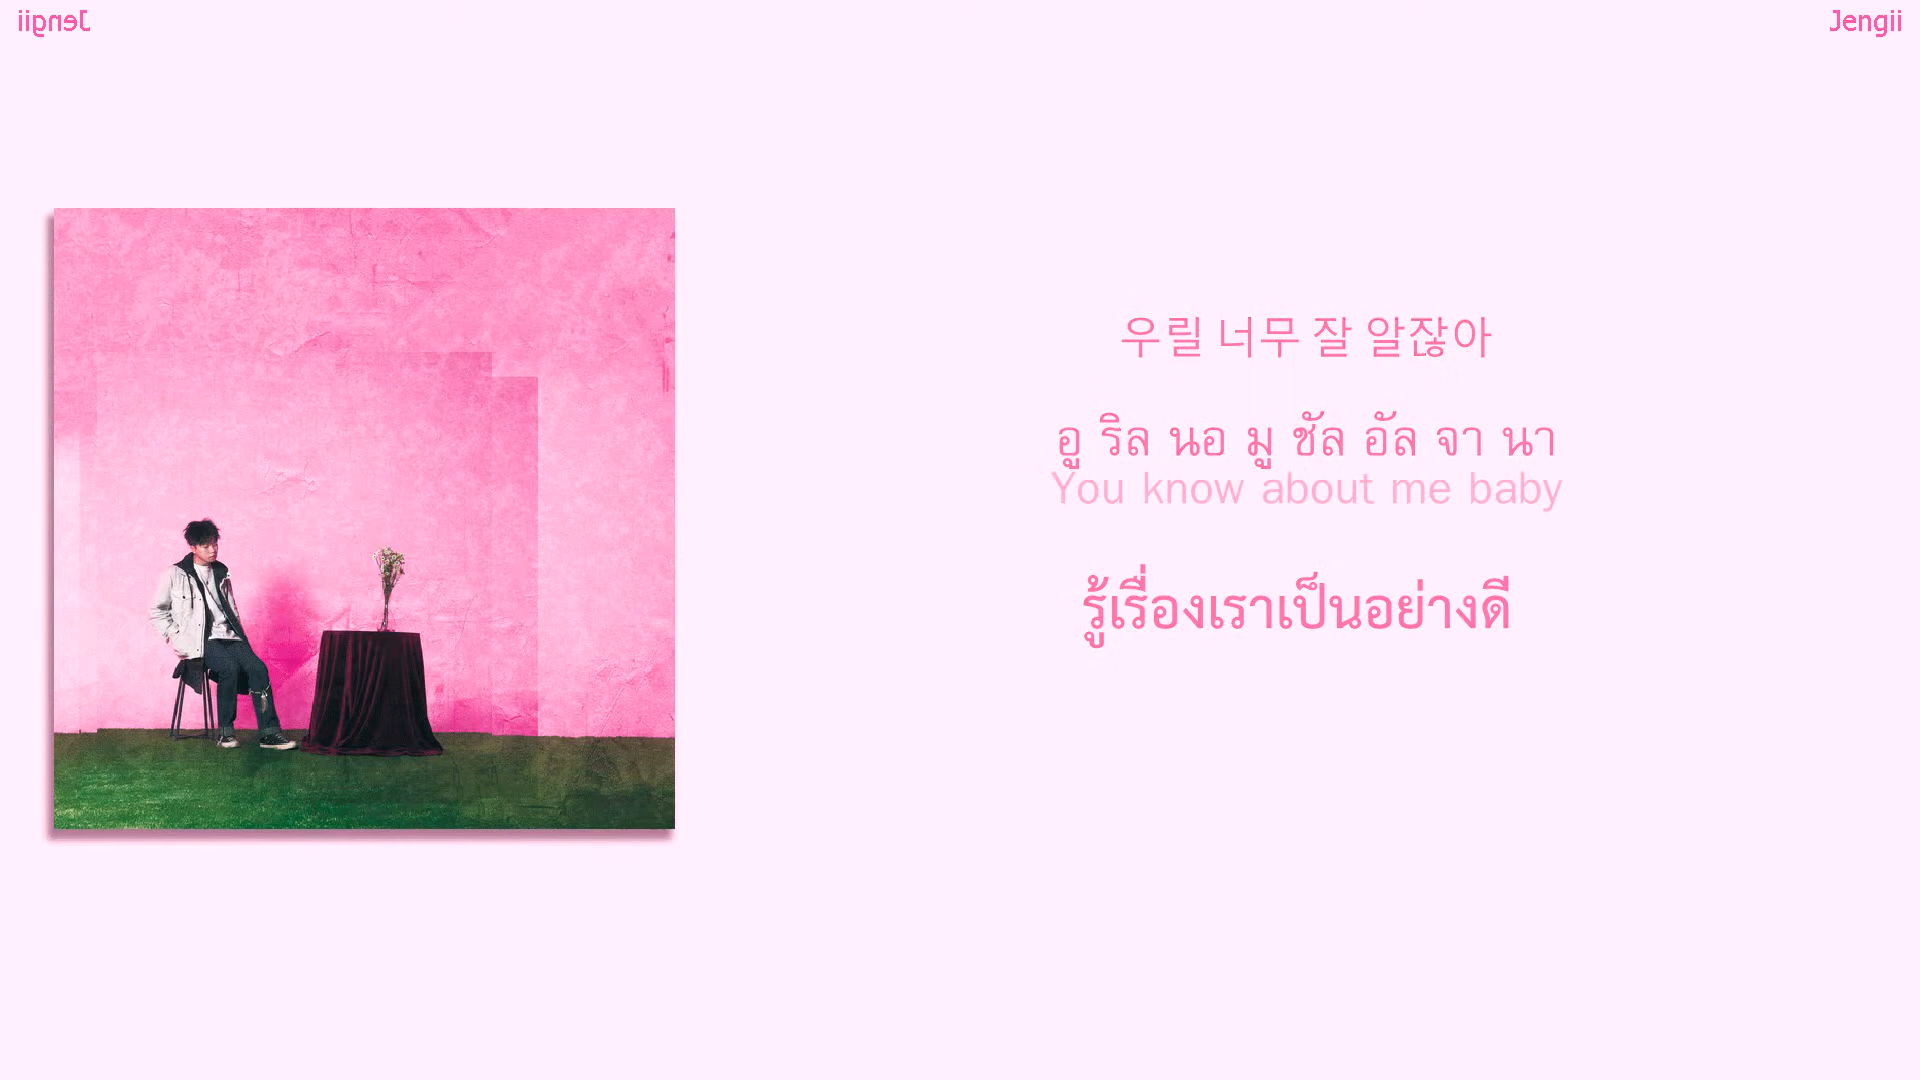 Jengii
Jengii
우릴 너무 잘 알잖아
อู ริล นอ มู ชัล อัล จา นา
You know about me baby
รู้เรื่องเราเป็นอย่างดี